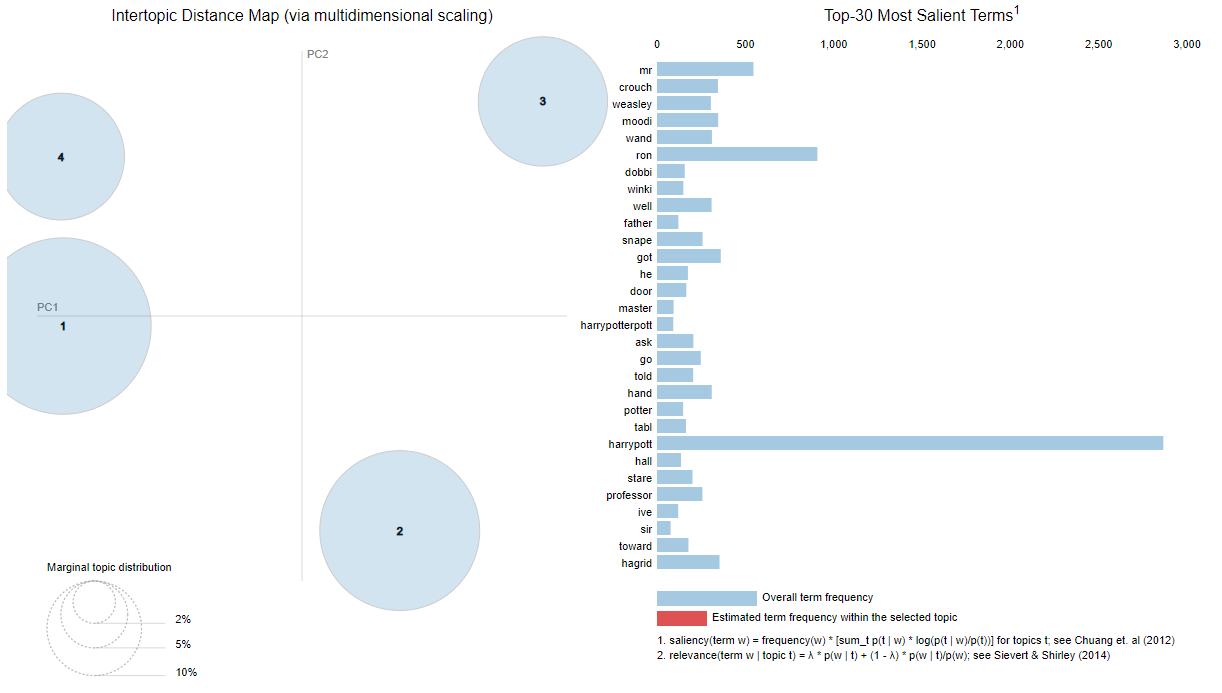 Intertopic Distance Map (via multidimensional scaling)
PC2
3
4
PC1
1
2
Marginal topic distribution
2%
5%
10%
Top-30 Most Salient Terms1
0 500 1,000 1,500 2,000 2,500 3,000
mr
crouch
weasley
moodi
wand
ron
dobbi
winki
well
father
snape
got
he
door
master
harrypotterpott
ask
go
told
hand
potter
tabl
harrypott
hall
stare
professor
ive
sir
toward
hagrid
Overall term frequency
Estimated term frequency within the selected topic
1. saliency(term w) = frequency(w) * [sum_t p(t | w) * log(p(t | w)/p(t))] for topics t; see Chuang et. al (2012)
2. relevance(term w | topic t) = λ * p(w | t) + (1 - λ) * p(w | t)/p(w); see Sievert & Shirley (2014)